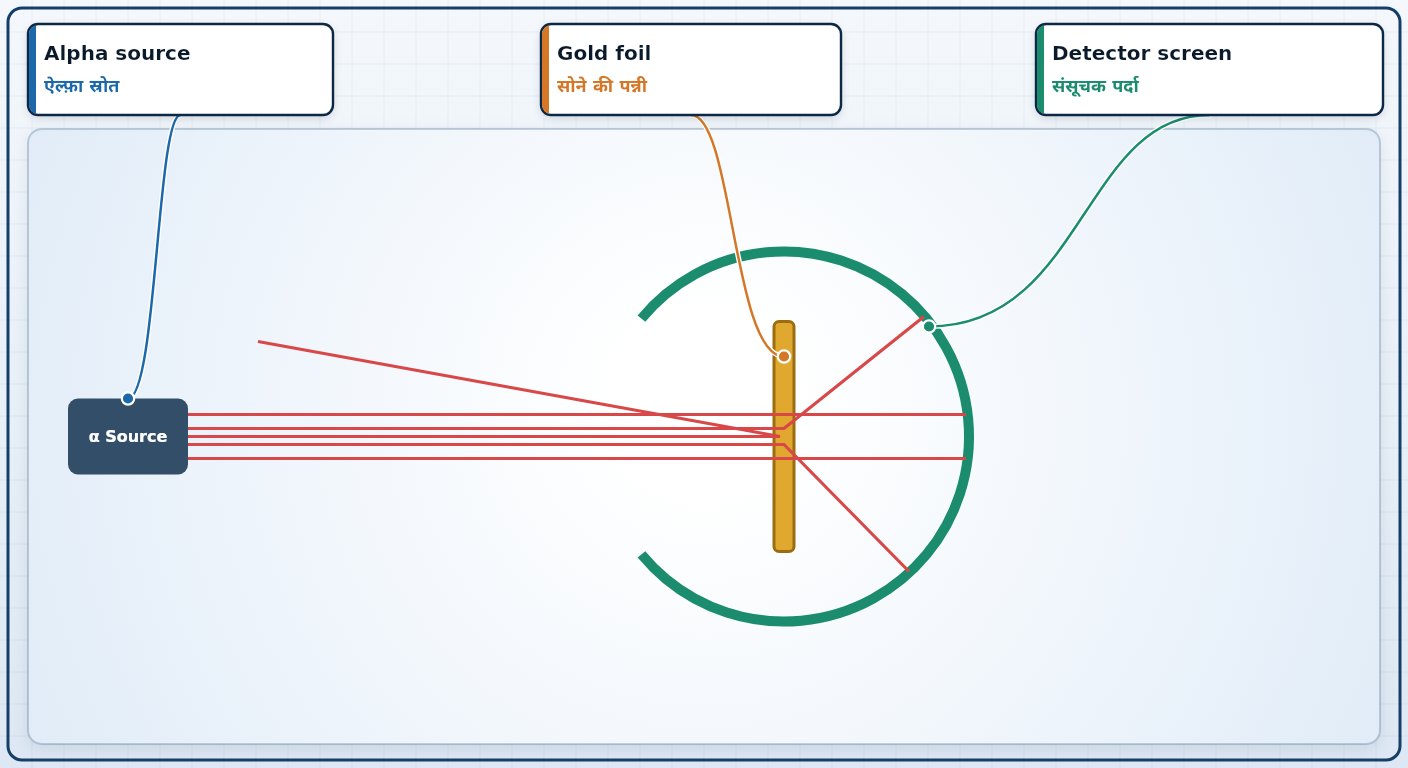 Alpha source
ऐल्फ़ा स्रोत
Gold foil
सोने की पन्नी
Detector screen
संसूचक पर्दा
α Source